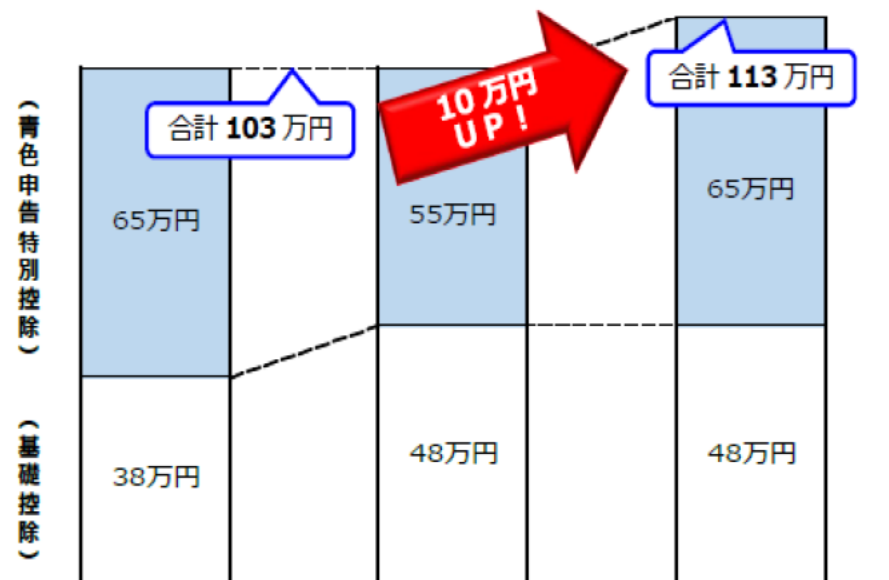 （青色申告特別控除）
（基礎控除）
合計 103 万円
10 万円
UP！
合計 113 万円
65万円
55万円
65万円
38万円
48万円
48万円